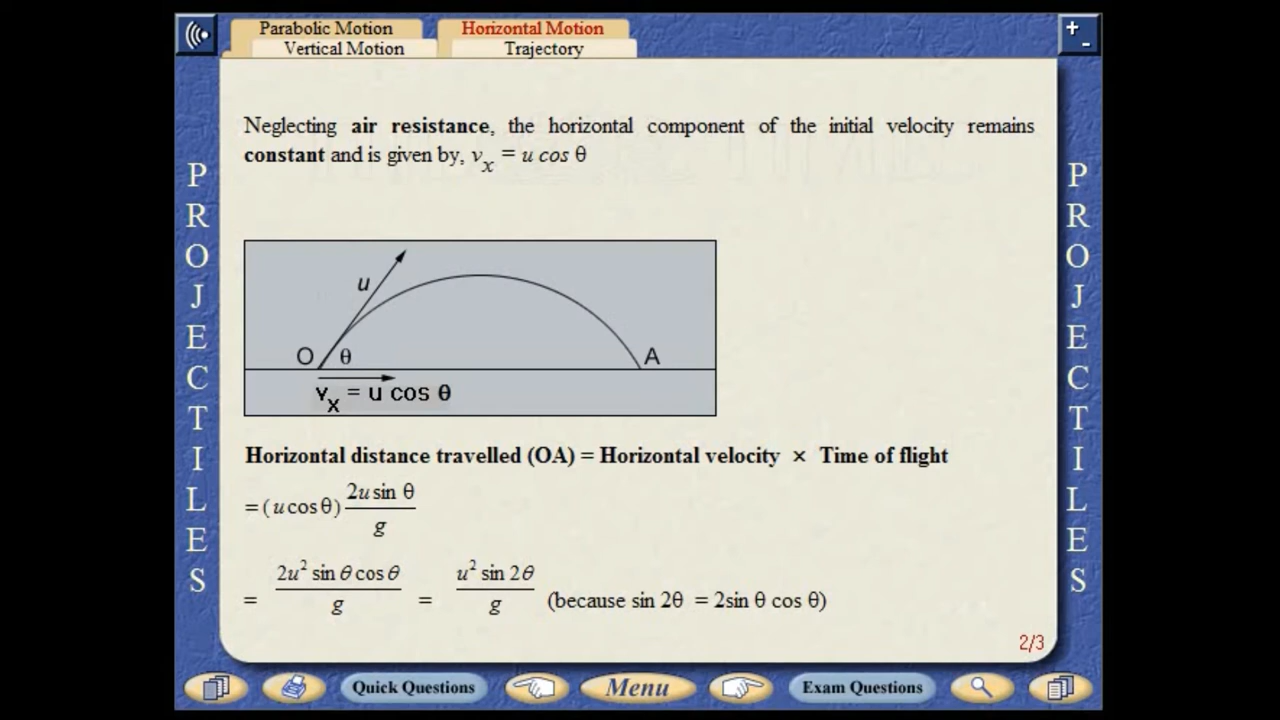 Parabolic Motion
Horizontal Motion
Vertical Motion
Trajectory
+
-
PROJECTILES
PROJECTILES
Neglecting air resistance, the horizontal component of the initial velocity remains
constant and is given by, vₓ = u cos θ
u
O
θ
A
vₓ = u cos θ
Horizontal distance travelled (OA) = Horizontal velocity × Time of flight
= (u cos θ) 2u sin θ / g
= 2u² sin θ cos θ / g = u² sin 2θ / g (because sin 2θ = 2sin θ cos θ)
2/3
Quick Questions
Menu
Exam Questions